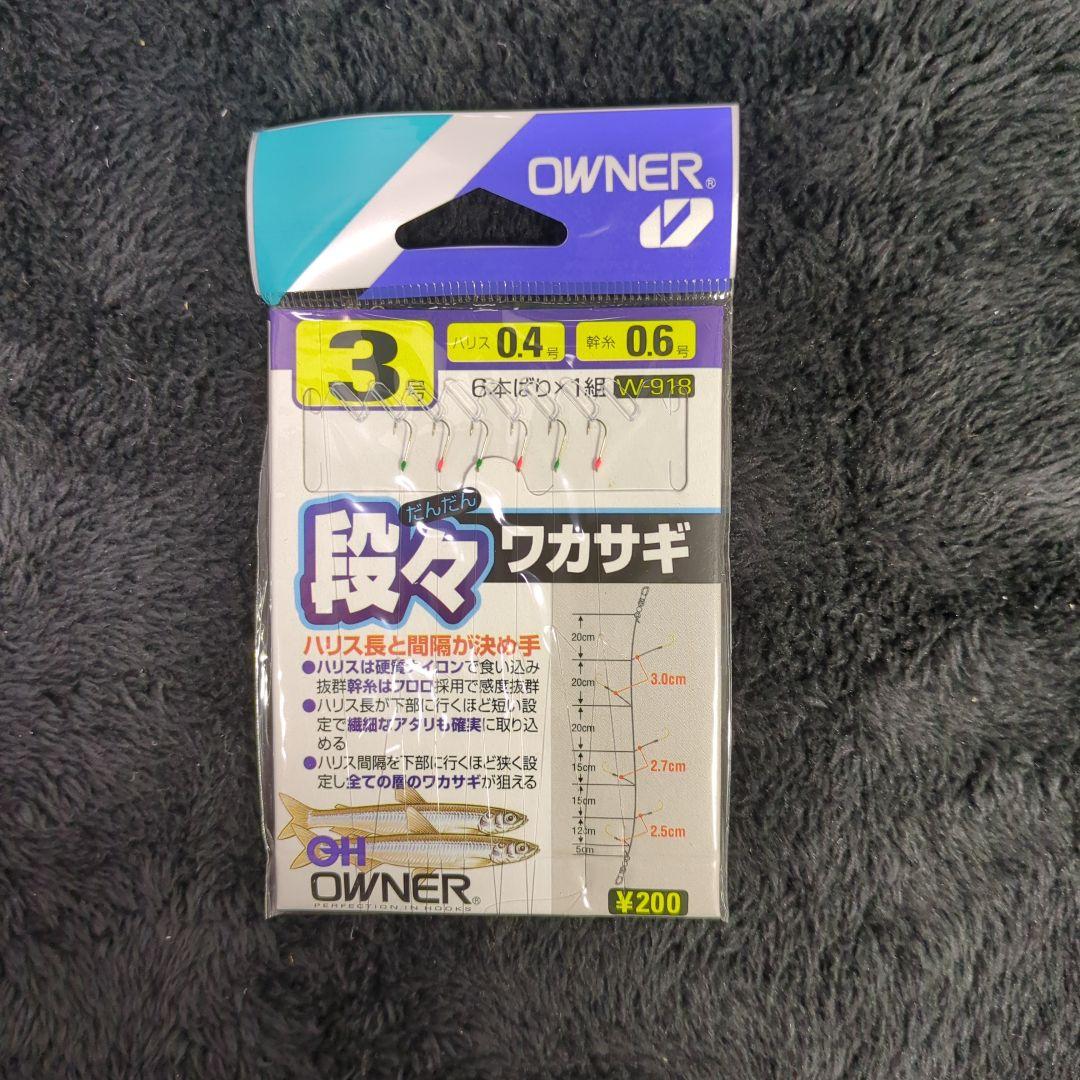 OWNER®
3号
ハリス 0.4号
幹糸 0.6号
6本ばり×1組 W-918
だんだん
段々
ワカサギ
ハリス長と間隔が決め手
●ハリスは硬質ナイロンで食い込み
抜群幹糸はフロロ採用で感度抜群
●ハリス長が下部に行くほど短い設
定で繊細なアタリも確実に取り込
める
●ハリス間隔を下部に行くほど狭く設
定し全ての層のワカサギが狙える
20cm
20cm
3.0cm
20cm
15cm
2.7cm
15cm
12cm
2.5cm
5cm
OH
OWNER®
PERFECTION IN HOOKS
¥200